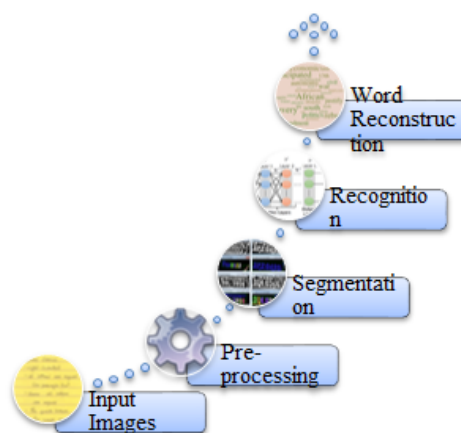 Word
Reconstruc
tion
Recognitio
n
Segmentati
on
Pre-
processing
Input
Images